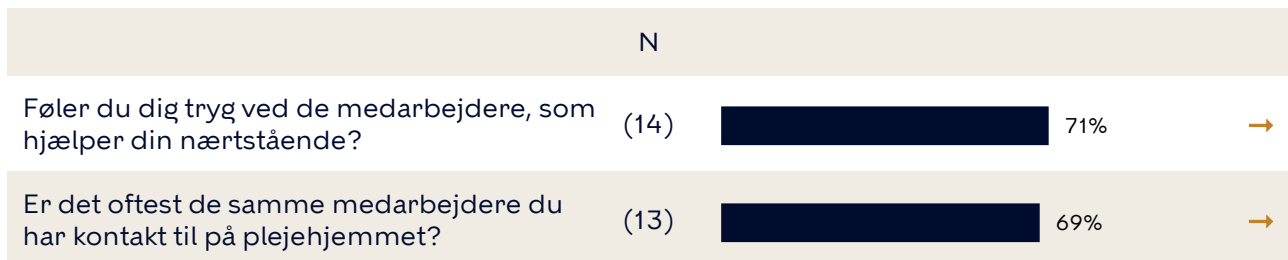 N
Føler du dig tryg ved de medarbejdere, som
hjælper din nærtstående?
(14)
71%
→
Er det oftest de samme medarbejdere du
har kontakt til på plejehjemmet?
(13)
69%
→